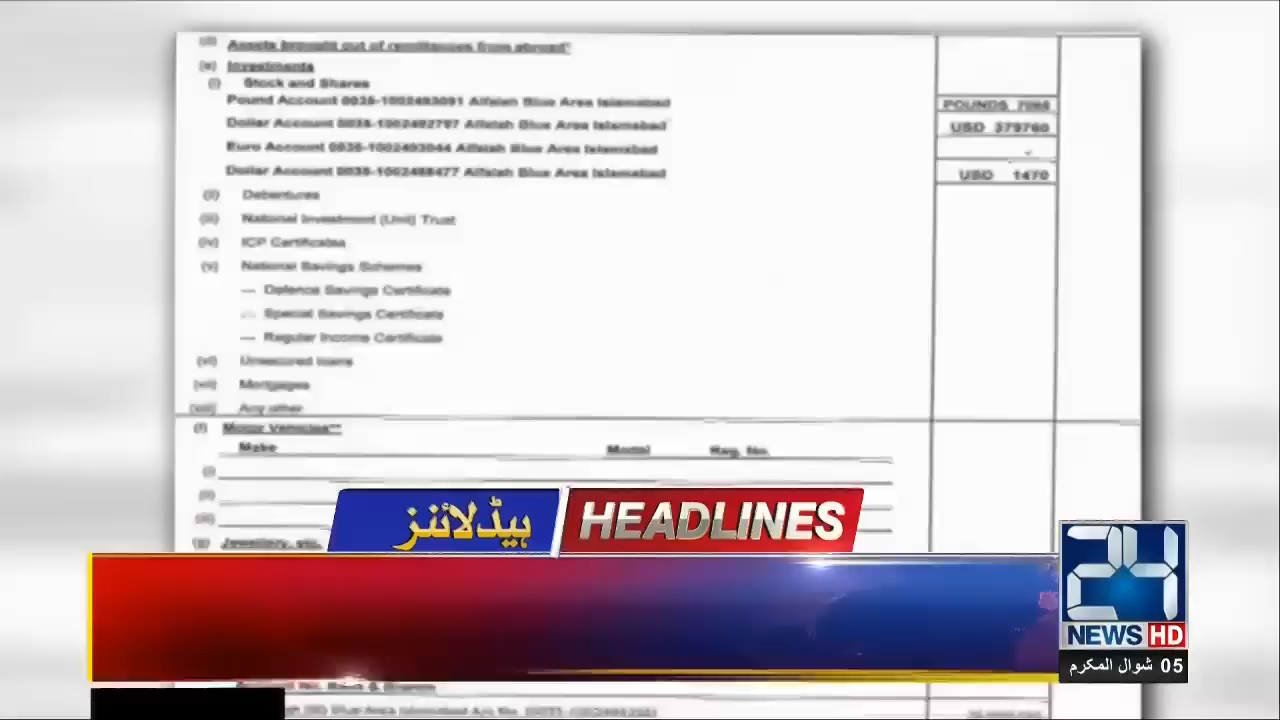 Assets brought out of remittances from abroad*
(e) Investments
(i) Stock and Shares
Pound Account 0035-1002493091 Alfalah Blue Area Islamabad POUNDS
Dollar Account 0035-1002492797 Alfalah Blue Area Islamabad USD 379760
Euro Account 0035-1002493044 Alfalah Blue Area Islamabad
Dollar Account Alfalah Blue Area Islamabad USD 1470
(ii) Debentures
(iii) National Investment (Unit) Trust
(iv) ICP Certificates
(v) National Savings Schemes
— Defence Savings Certificate
— Special Savings Certificate
— Regular Income Certificate
(vi) Unsecured loans
(vii) Mortgages
(viii) Any other
(f) Motor Vehicles**
Make Model Reg. No.
(i)
(ii)
(iii)
(g) Jewellery, etc.
ہیڈلائنز HEADLINES
24
NEWS HD
05 شوال المکرم
Blue Area Islamabad A/c No.